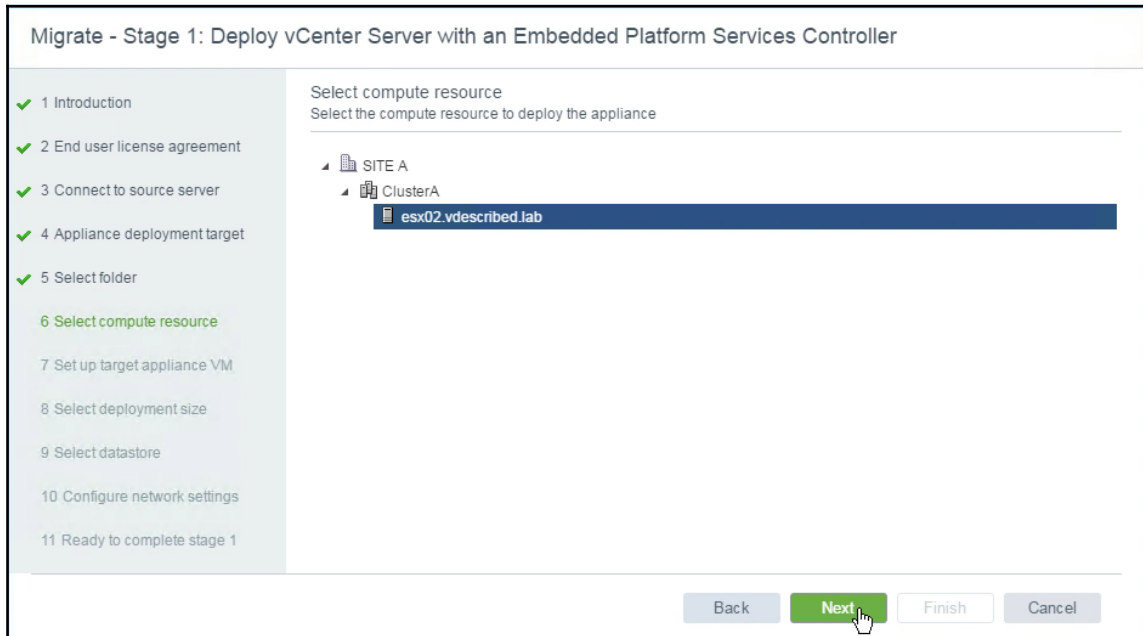 Migrate - Stage 1: Deploy vCenter Server with an Embedded Platform Services Controller
1 Introduction
2 End user license agreement
3 Connect to source server
4 Appliance deployment target
5 Select folder
6 Select compute resource
7 Set up target appliance VM
8 Select deployment size
9 Select datastore
10 Configure network settings
11 Ready to complete stage 1
Select compute resource
Select the compute resource to deploy the appliance
SITE A
ClusterA
esx02.vdescribed.lab
Back
Next
Finish
Cancel